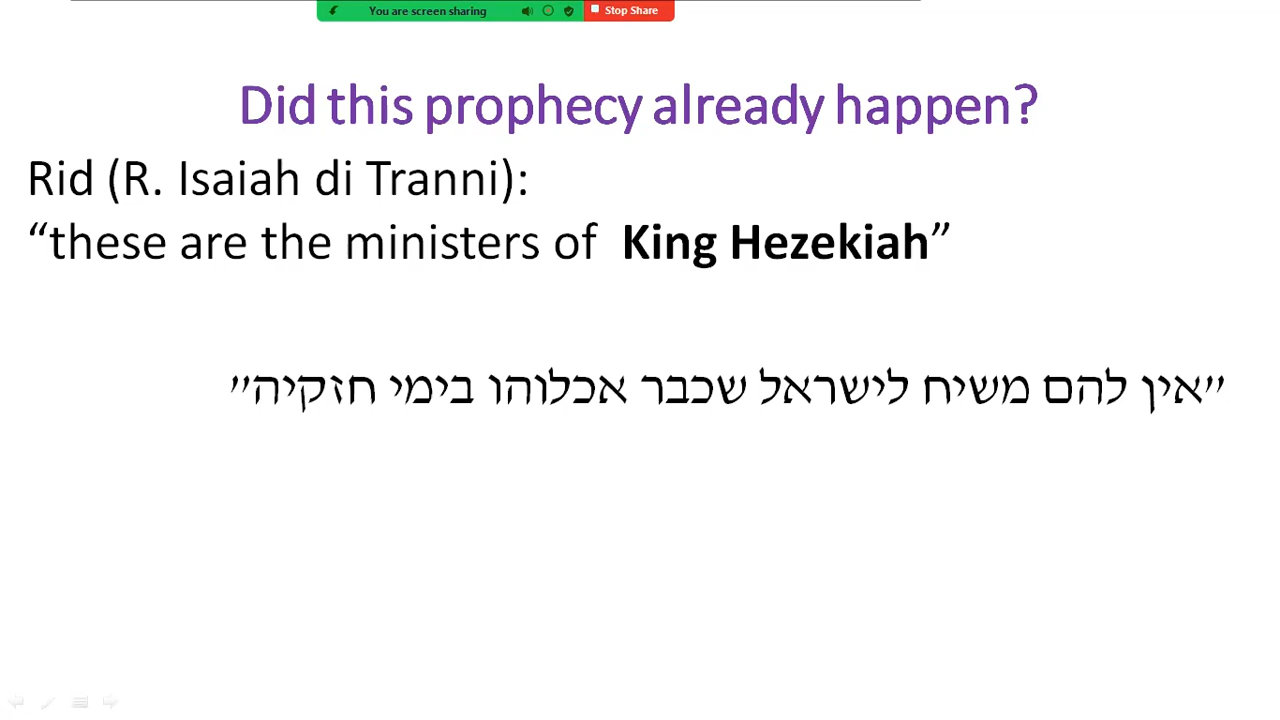 You are screen sharing Stop Share
Did this prophecy already happen?
Rid (R. Isaiah di Tranni):
“these are the ministers of King Hezekiah”
״אין להם משיח לישראל שכבר אכלוהו בימי חזקיה״